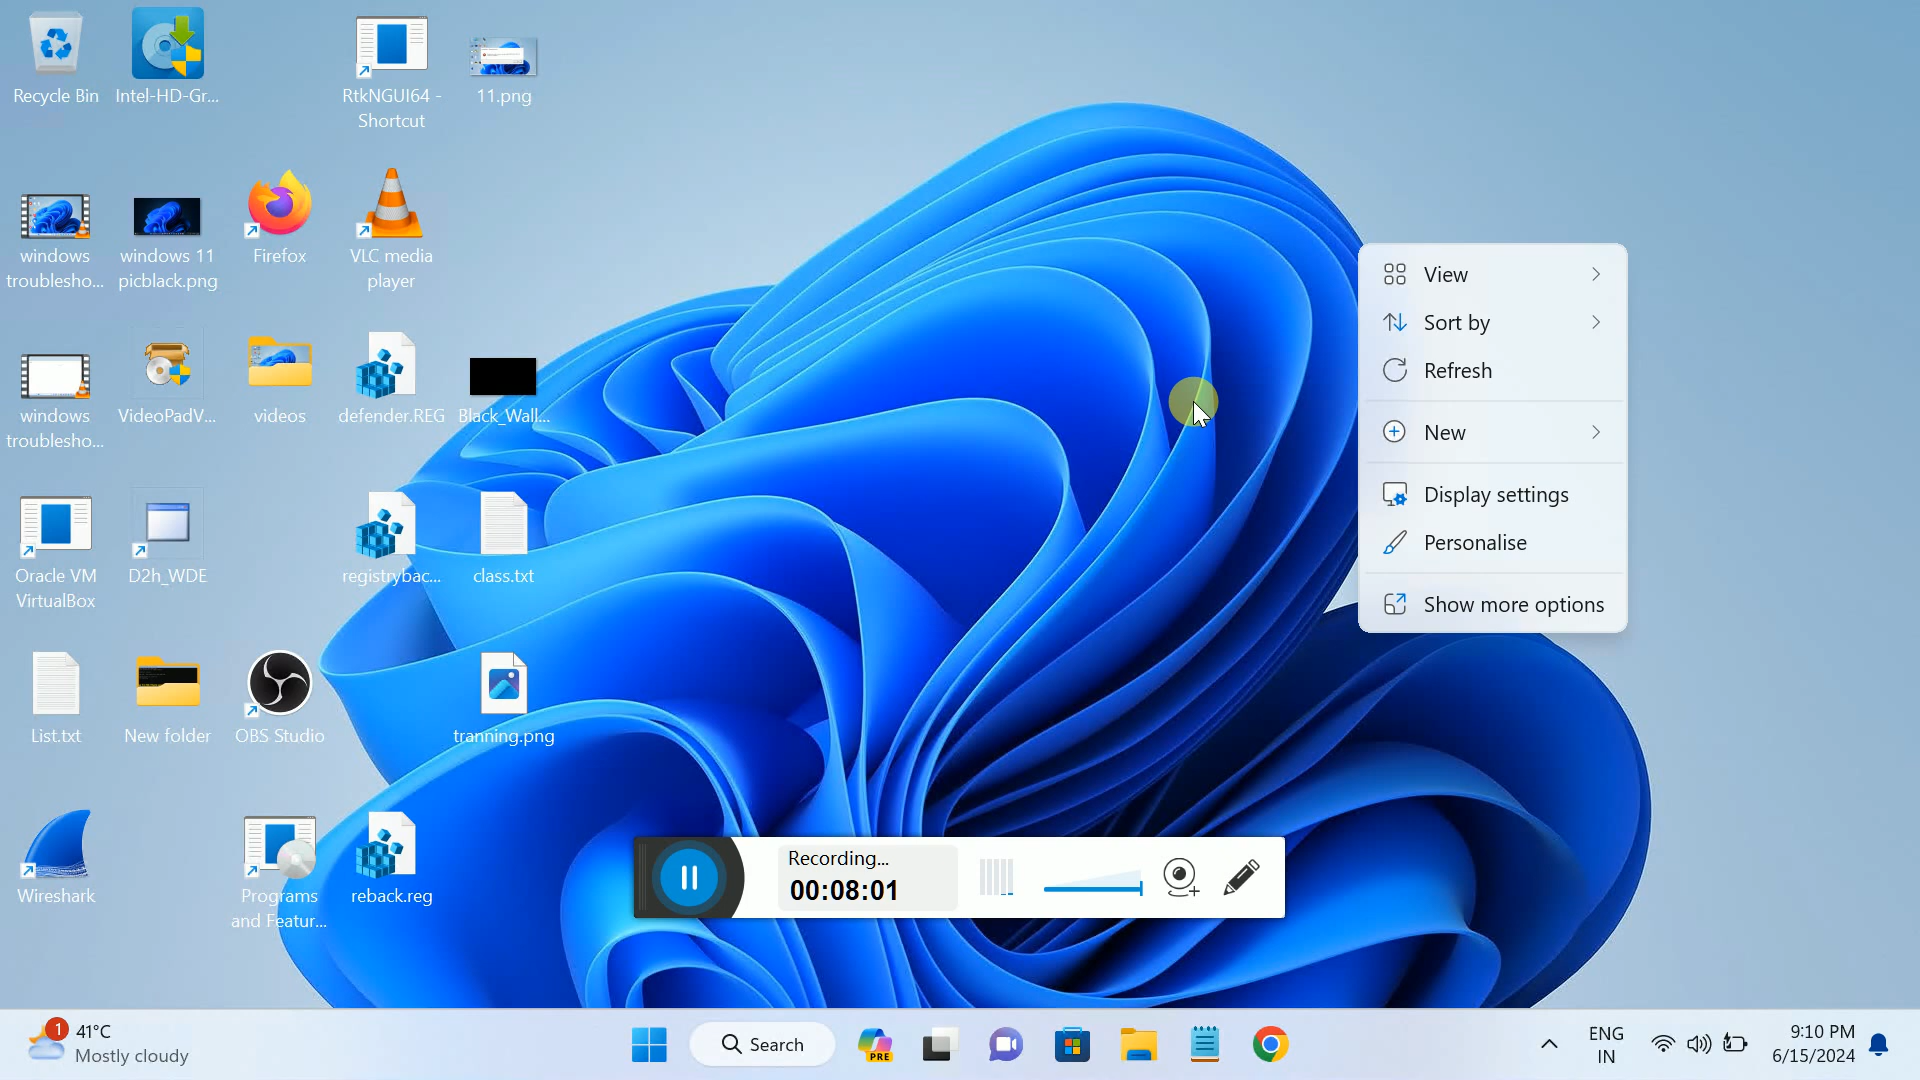 Recycle Bin
Intel-HD-Gr...
RtkNGUI64 -
Shortcut
11.png
windows
troublesho...
windows 11
picblack.png
Firefox
VLC media
player
windows
troublesho...
VideoPadV...
videos
defender.REG
Black_Wall...
Oracle VM
VirtualBox
D2h_WDE
registrybac...
class.txt
List.txt
New folder
OBS Studio
tranning.png
Wireshark
Programs
and Featur...
reback.reg
View
Sort by
Refresh
New
Display settings
Personalise
Show more options
Recording...
00:08:01
1
41°C
Mostly cloudy
Search
PRE
ENG
IN
9:10 PM
6/15/2024